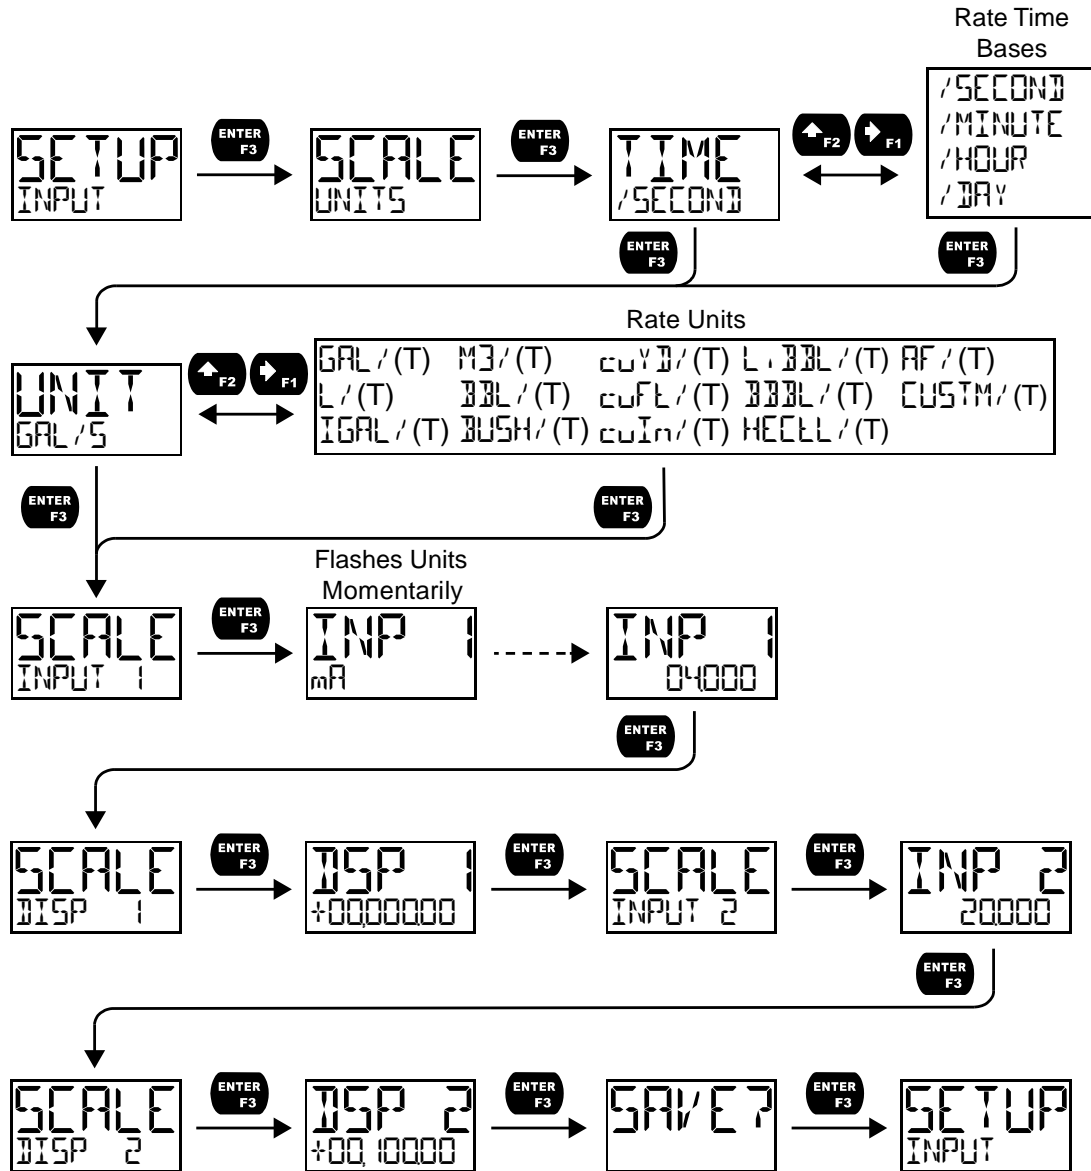 Rate Time
Bases
/SECOND
/MINUTE
/HOUR
/DAY
ENTER
F3
ENTER
F3
F2
F1
SETUP
INPUT
SCALE
UNITS
TIME
/SECOND
ENTER
F3
ENTER
F3
Rate Units
UNIT
GAL/S
F2
F1
GAL/(T) M3/(T) cuYD/(T) LiBBL/(T) AF/(T)
L/(T) BBL/(T) cuFt/(T) BBBL/(T) CUSTM/(T)
IGAL/(T) BUSH/(T) cuIn/(T) HECtL/(T)
ENTER
F3
ENTER
F3
Flashes Units
Momentarily
SCALE
INPUT 1
ENTER
F3
INP 1
mA
INP 1
04.000
ENTER
F3
SCALE
DISP 1
ENTER
F3
DSP 1
+00,000.00
ENTER
F3
SCALE
INPUT 2
ENTER
F3
INP 2
20.000
ENTER
F3
SCALE
DISP 2
ENTER
F3
DSP 2
+00,100.00
ENTER
F3
SAVE?
ENTER
F3
SETUP
INPUT